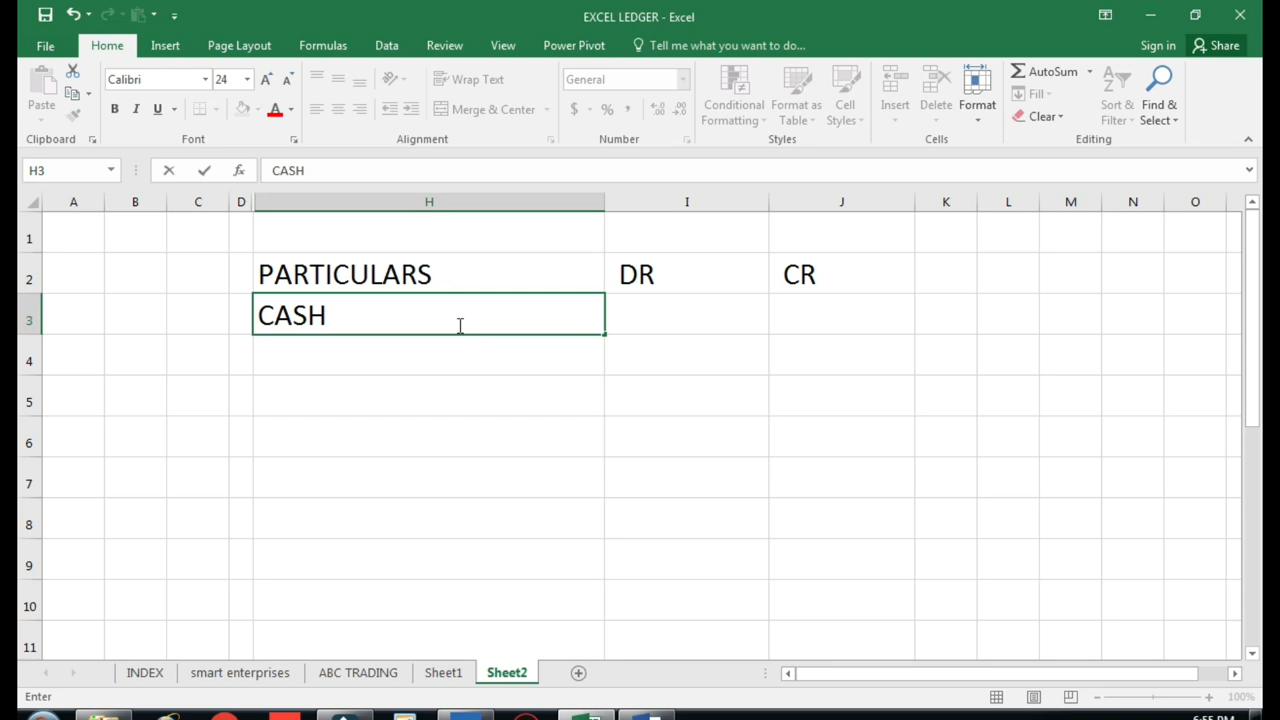 EXCEL LEDGER - Excel
File Home Insert Page Layout Formulas Data Review View Power Pivot Tell me what you want to do... Sign in Share
Calibri 24 Wrap Text General AutoSum
Paste B I U Merge & Center $ % Conditional Formatting Format as Table Cell Styles Insert Delete Format Fill Clear Sort & Filter Find & Select
Clipboard Font Alignment Number Styles Cells Editing
H3 fx CASH
A B C D H I J K L M N O
1
2 PARTICULARS DR CR
3 CASH
4
5
6
7
8
9
10
11
INDEX smart enterprises ABC TRADING Sheet1 Sheet2
Enter 100%
6:55 PM